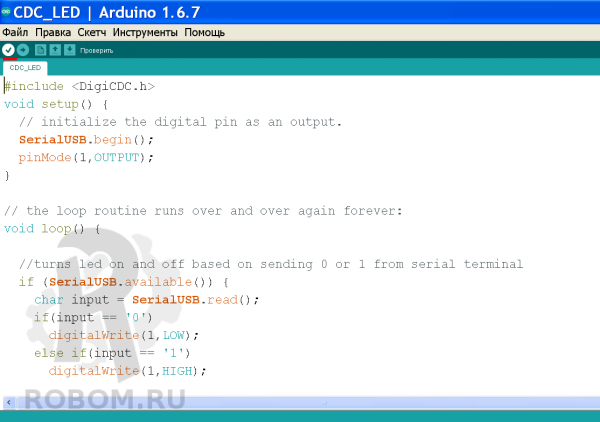 CDC_LED | Arduino 1.6.7
Файл Правка Скетч Инструменты Помощь
Проверить
CDC_LED
#include <DigiCDC.h>
void setup() {
  // initialize the digital pin as an output.
  SerialUSB.begin();
  pinMode(1,OUTPUT);
}
// the loop routine runs over and over again forever:
void loop() {
  //turns led on and off based on sending 0 or 1 from serial terminal
  if (SerialUSB.available()) {
    char input = SerialUSB.read();
    if(input == '0')
      digitalWrite(1,LOW);
    else if(input == '1')
      digitalWrite(1,HIGH);
ROBOM.RU